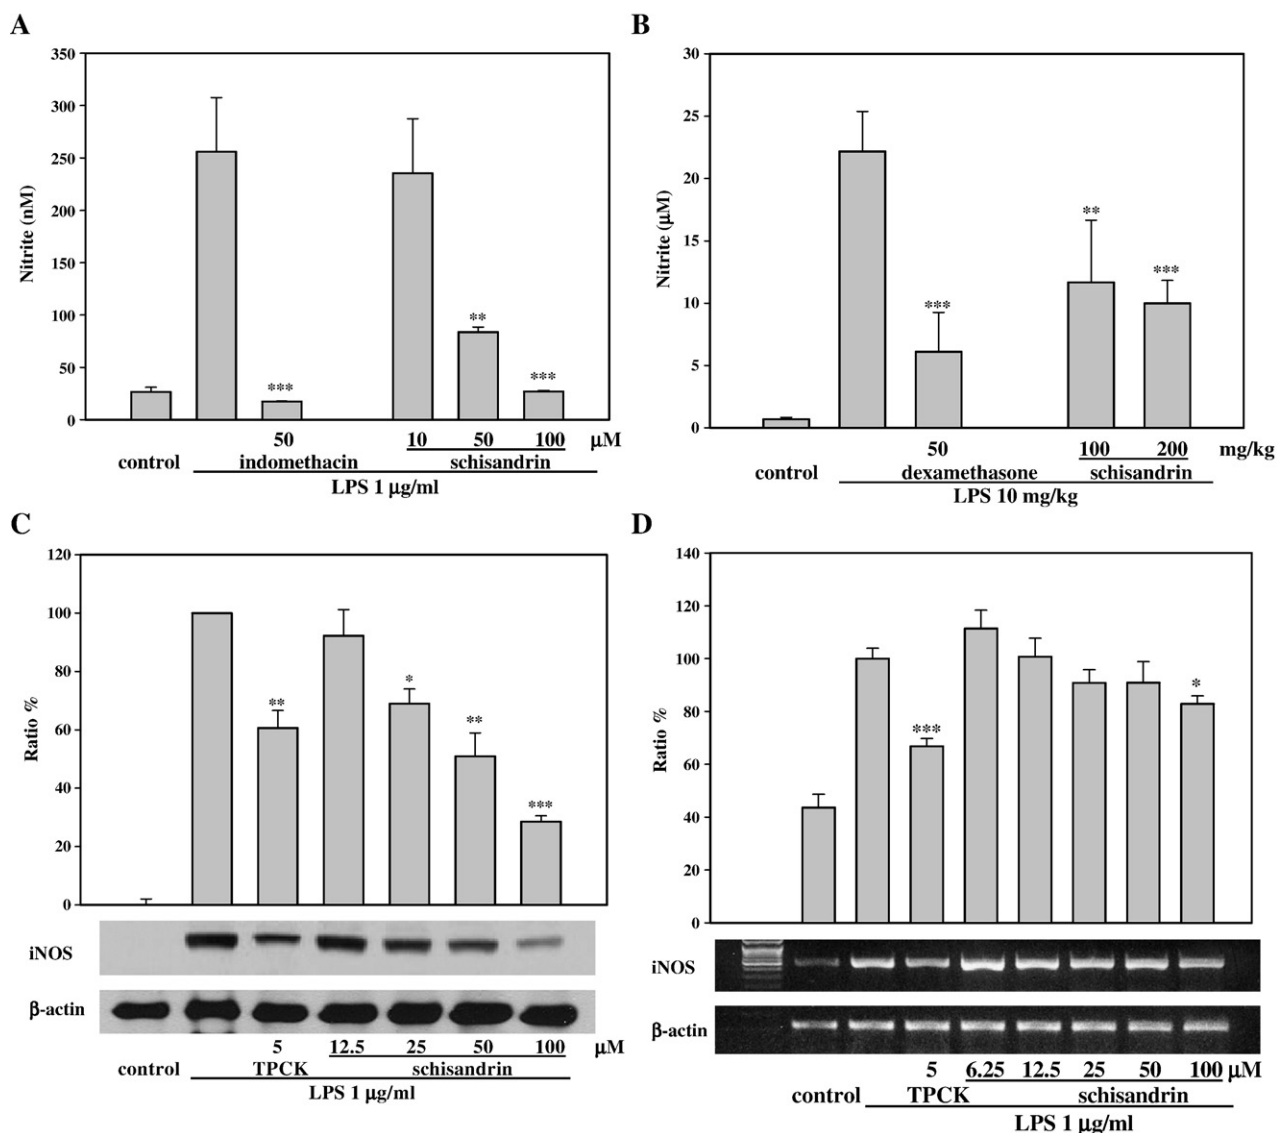 A
350
300
250
200
150
100
50
0
Nitrite (nM)
***
**
***
50 10 50 100 μM
control indomethacin schisandrin
LPS 1 μg/ml
B
30
25
20
15
10
5
0
Nitrite (μM)
***
**
***
50 100 200 mg/kg
control dexamethasone schisandrin
LPS 10 mg/kg
C
120
100
80
60
40
20
0
Ratio %
**
*
**
***
iNOS
β-actin
5 12.5 25 50 100 μM
control TPCK schisandrin
LPS 1 μg/ml
D
140
120
100
80
60
40
20
0
Ratio %
***
*
iNOS
β-actin
5 6.25 12.5 25 50 100 μM
control TPCK schisandrin
LPS 1 μg/ml